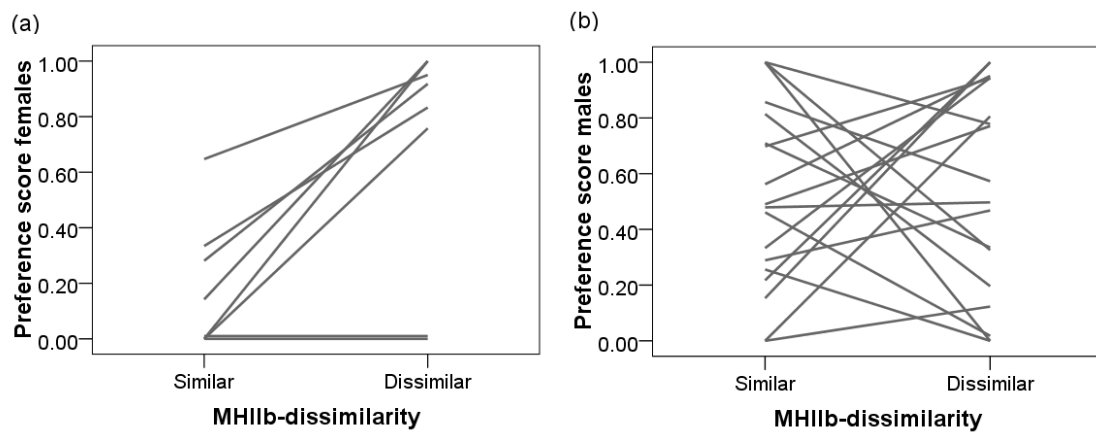 (a)
Preference score females
1.00
0.80
0.60
0.40
0.20
0.00
Similar
Dissimilar
MHIIb-dissimilarity
(b)
Preference score males
1.00
0.80
0.60
0.40
0.20
0.00
Similar
Dissimilar
MHIIb-dissimilarity